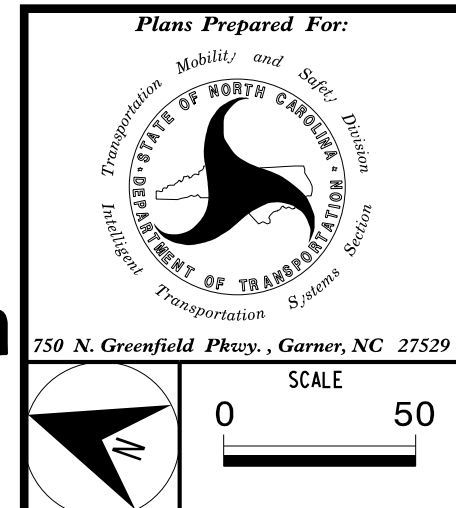 Plans Prepared For:
Transportation Mobility and Safety Division
STATE OF NORTH CAROLINA
DEPARTMENT OF TRANSPORTATION
Intelligent Transportation Systems Section
750 N. Greenfield Pkwy. , Garner, NC 27529
N
SCALE
0 50